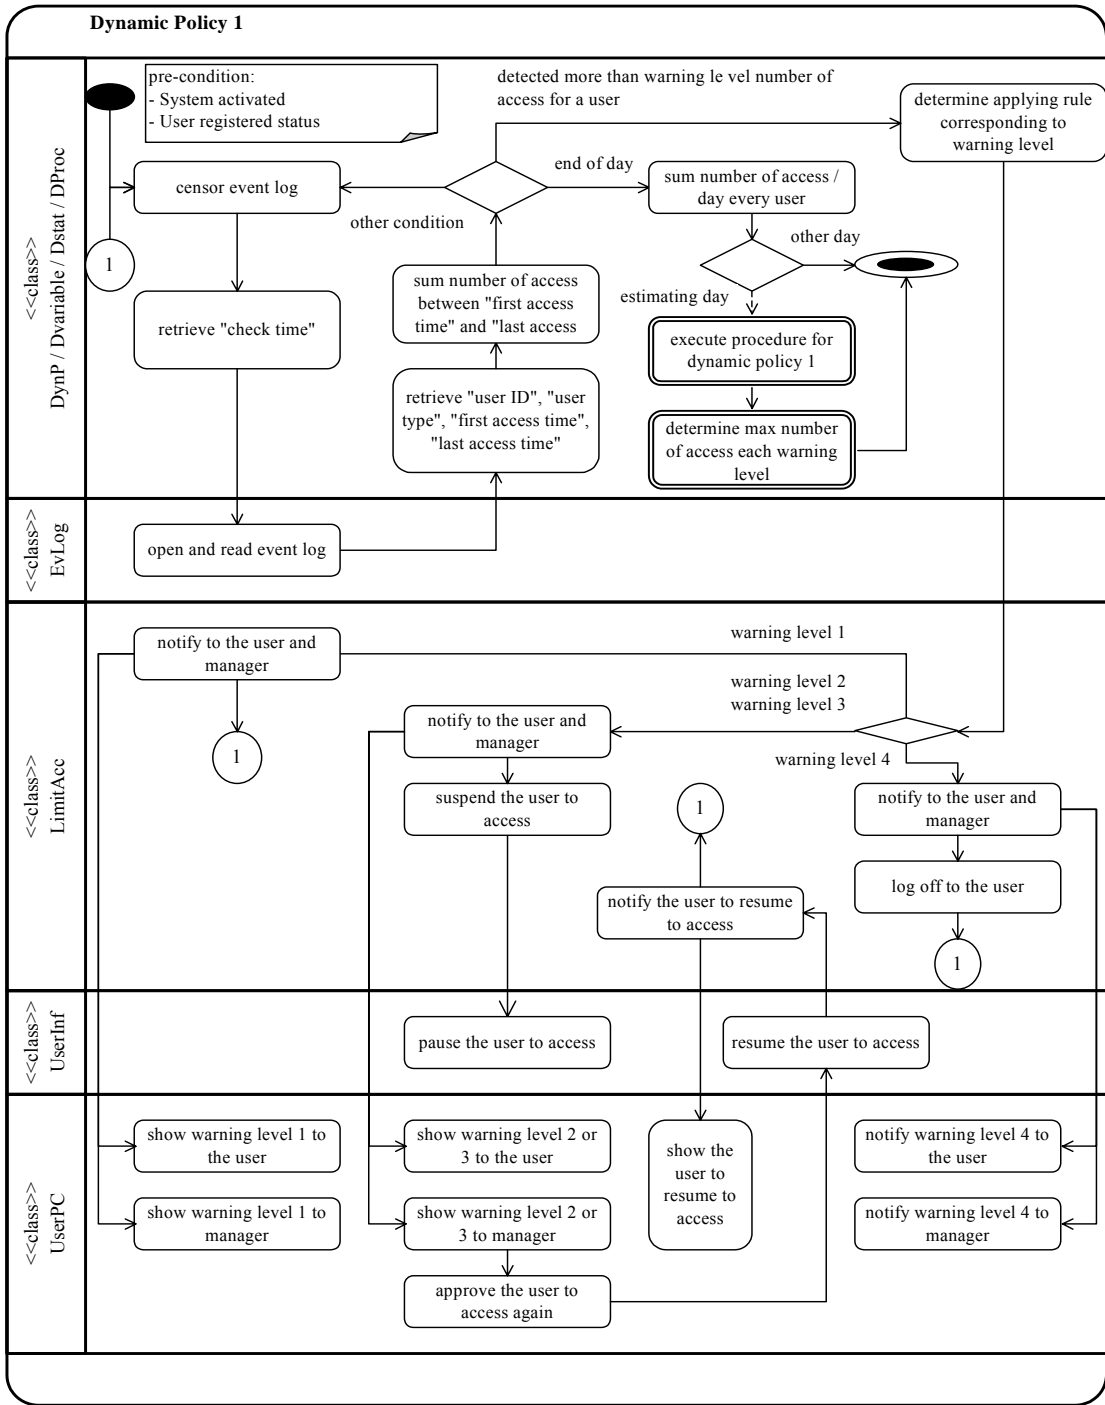 Dynamic Policy 1
<<class>>
DynP / Dvariable / Dstat / DProc
pre-condition:
- System activated
- User registered status
detected more than warning le vel number of
access for a user
determine applying rule
corresponding to
warning level
censor event log
end of day
sum number of access /
day every user
other condition
other day
1
sum number of access
between "first access
time" and "last access
estimating day
retrieve "check time"
execute procedure for
dynamic policy 1
retrieve "user ID", "user
type", "first access time",
"last access time"
determine max number
of access each warning
level
<<class>>
EvLog
open and read event log
<<class>>
LimitAcc
notify to the user and
manager
warning level 1
warning level 2
warning level 3
notify to the user and
manager
1
warning level 4
suspend the user to
access
1
notify to the user and
manager
notify the user to resume
to access
log off to the user
1
<<class>>
UserInf
pause the user to access
resume the user to access
<<class>>
UserPC
show warning level 1 to
the user
show warning level 2 or
3 to the user
show the
user to
resume to
access
notify warning level 4 to
the user
show warning level 1 to
manager
show warning level 2 or
3 to manager
notify warning level 4 to
manager
approve the user to
access again